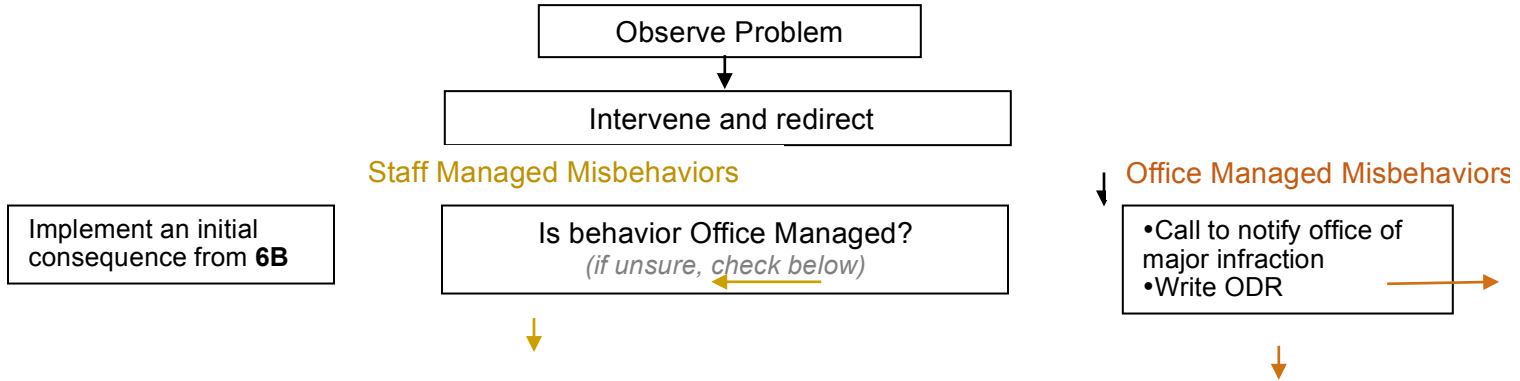 Observe Problem
Intervene and redirect
Staff Managed Misbehaviors
Office Managed Misbehaviors
Implement an initial
consequence from 6B
Is behavior Office Managed?
(if unsure, check below)
•Call to notify office of
major infraction
•Write ODR